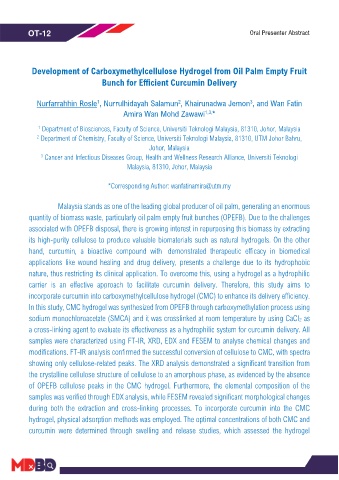 OT-12
Oral Presenter Abstract
Development of Carboxymethylcellulose Hydrogel from Oil Palm Empty Fruit
Bunch for Efficient Curcumin Delivery
Nurfarrahhin Rosle1, Nurrulhidayah Salamun2, Khairunadwa Jemon3, and Wan Fatin
Amira Wan Mohd Zawawi1,3,*
1 Department of Biosciences, Faculty of Science, Universiti Teknologi Malaysia, 81310, Johor, Malaysia
2 Department of Chemistry, Faculty of Science, Universiti Teknologi Malaysia, 81310, UTM Johor Bahru,
Johor, Malaysia
3 Cancer and Infectious Diseases Group, Health and Wellness Research Alliance, Universiti Teknologi
Malaysia, 81310, Johor, Malaysia
*Corresponding Author: wanfatinamira@utm.my
Malaysia stands as one of the leading global producer of oil palm, generating an enormous
quantity of biomass waste, particularly oil palm empty fruit bunches (OPEFB). Due to the challenges
associated with OPEFB disposal, there is growing interest in repurposing this biomass by extracting
its high-purity cellulose to produce valuable biomaterials such as natural hydrogels. On the other
hand, curcumin, a bioactive compound with demonstrated therapeutic efficacy in biomedical
applications like wound healing and drug delivery, presents a challenge due to its hydrophobic
nature, thus restricting its clinical application. To overcome this, using a hydrogel as a hydrophilic
carrier is an effective approach to facilitate curcumin delivery. Therefore, this study aims to
incorporate curcumin into carboxymethylcellulose hydrogel (CMC) to enhance its delivery efficiency.
In this study, CMC hydrogel was synthesized from OPEFB through carboxymethylation process using
sodium monochloroacetate (SMCA) and it was crosslinked at room temperature by using CaCl2 as
a cross-linking agent to evaluate its effectiveness as a hydrophilic system for curcumin delivery. All
samples were characterized using FT-IR, XRD, EDX and FESEM to analyse chemical changes and
modifications. FT-IR analysis confirmed the successful conversion of cellulose to CMC, with spectra
showing only cellulose-related peaks. The XRD analysis demonstrated a significant transition from
the crystalline cellulose structure of cellulose to an amorphous phase, as evidenced by the absence
of OPEFB cellulose peaks in the CMC hydrogel. Furthermore, the elemental composition of the
samples was verified through EDX analysis, while FESEM revealed significant morphological changes
during both the extraction and cross-linking processes. To incorporate curcumin into the CMC
hydrogel, physical adsorption methods was employed. The optimal concentrations of both CMC and
curcumin were determined through swelling and release studies, which assessed the hydrogel